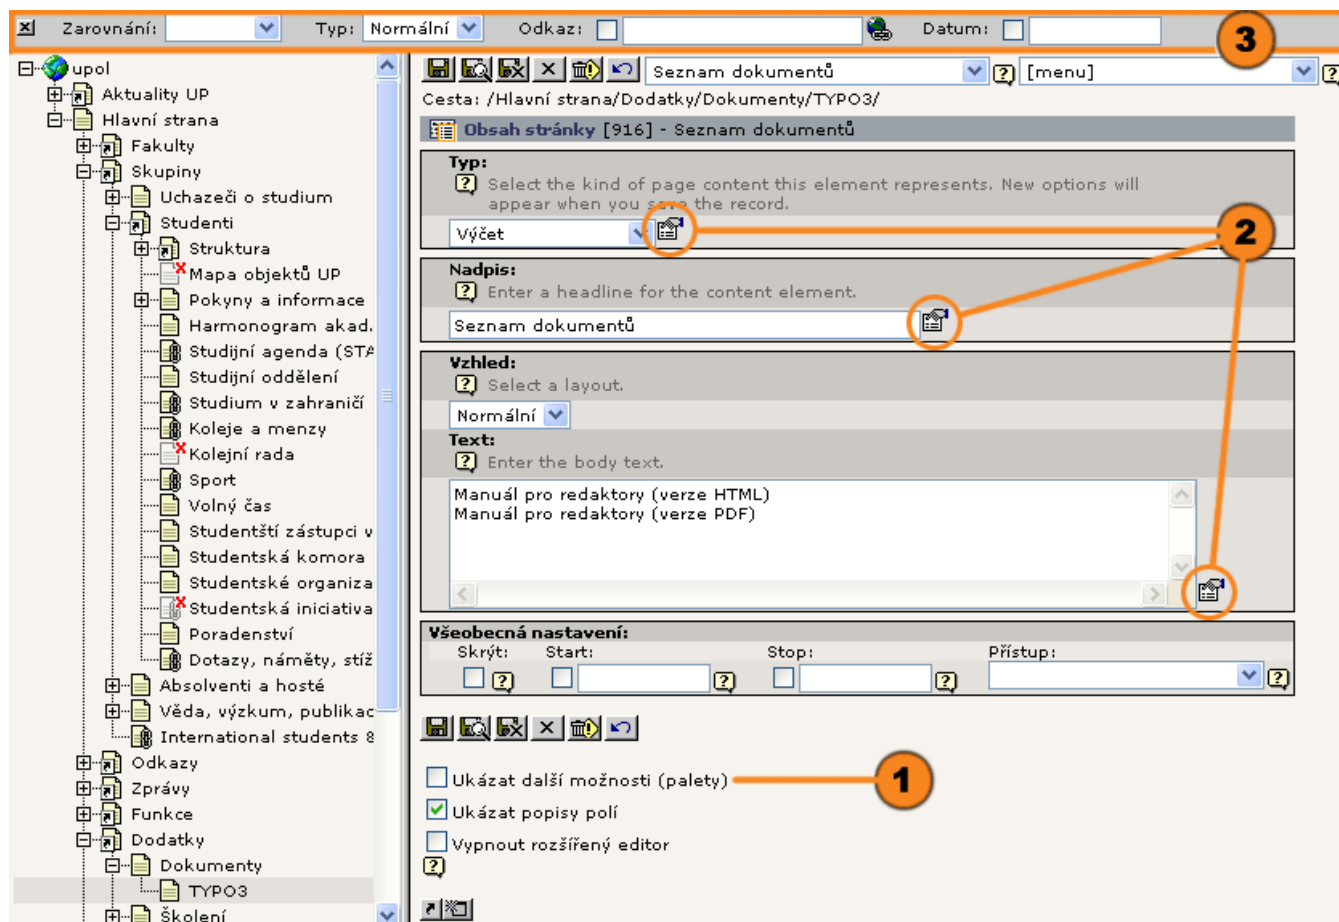 Zarovnání: Typ: Normální Odkaz: Datum: 3
upol
Aktuality UP
Hlavní strana
Fakulty
Skupiny
Uchazeči o studium
Studenti
Struktura
Mapa objektů UP
Pokyny a informace
Harmonogram akad.
Studijní agenda (STA
Studijní oddělení
Studium v zahraničí
Koleje a menzy
Kolejní rada
Sport
Volný čas
Studentští zástupci v
Studentská komora
Studentské organiza
Studentská iniciativa
Poradenství
Dotazy, náměty, stíž
Absolventi a hosté
Věda, výzkum, publikac
International students &
Odkazy
Zprávy
Funkce
Dodatky
Dokumenty
TYPO3
Školení
Seznam dokumentů [menu]
Cesta: /Hlavní strana/Dodatky/Dokumenty/TYPO3/
Obsah stránky [916] - Seznam dokumentů
Typ:
Select the kind of page content this element represents. New options will
appear when you save the record.
Výčet
2
Nadpis:
Enter a headline for the content element.
Seznam dokumentů
Vzhled:
Select a layout.
Normální
Text:
Enter the body text.
Manuál pro redaktory (verze HTML)
Manuál pro redaktory (verze PDF)
Všeobecná nastavení:
Skrýt: Start: Stop: Přístup:
Ukázat další možnosti (palety) 1
Ukázat popisy polí
Vypnout rozšířený editor